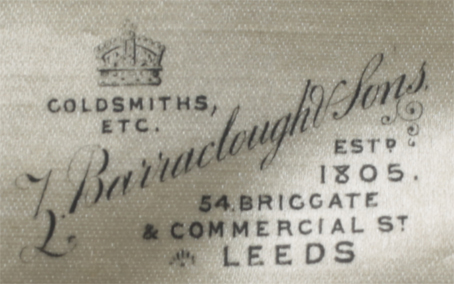 GOLDSMITHS,
ETC.
Z. Barraclough & Sons.
ESTD
1805.
54. BRIGGATE
& COMMERCIAL ST
LEEDS